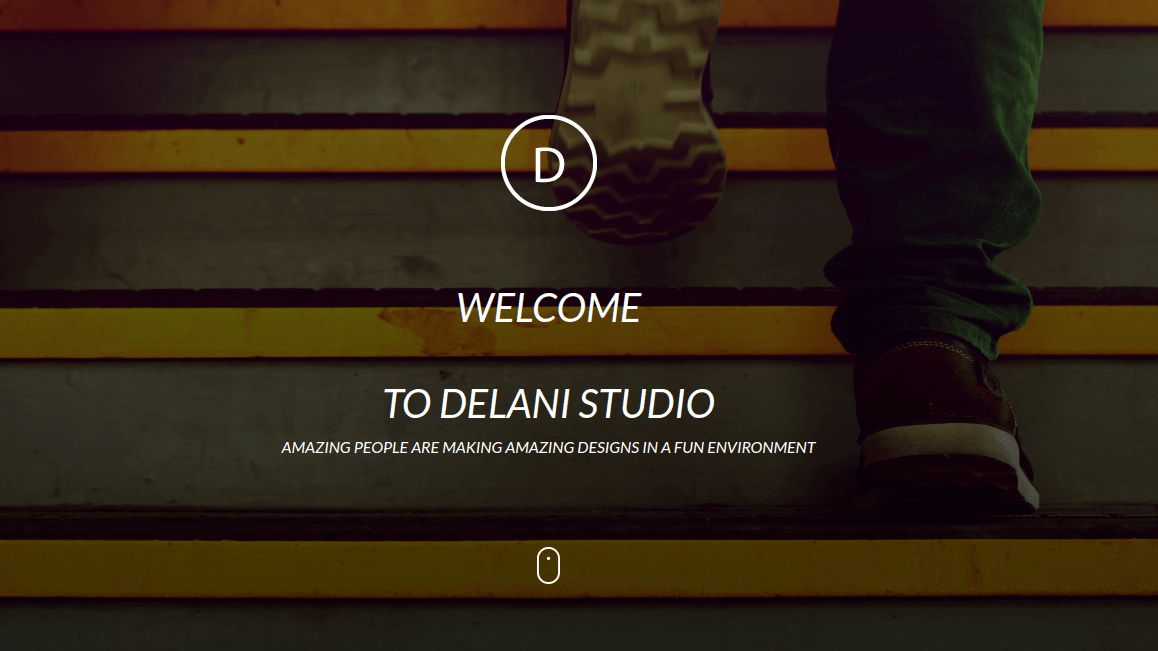 D
WELCOME
TO DELANI STUDIO
AMAZING PEOPLE ARE MAKING AMAZING DESIGNS IN A FUN ENVIRONMENT